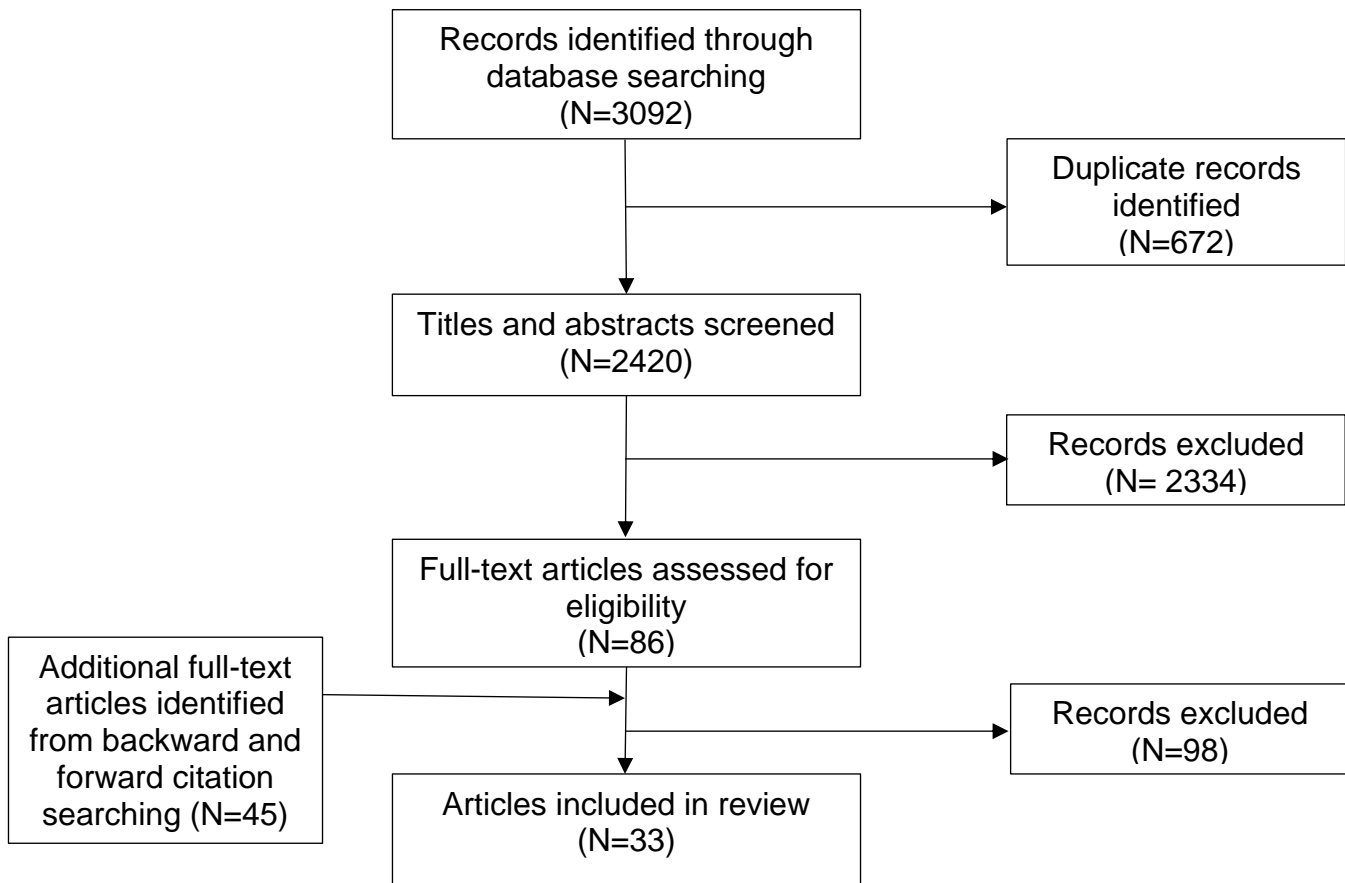 Records identified through
database searching
(N=3092)
Duplicate records
identified
(N=672)
Titles and abstracts screened
(N=2420)
Records excluded
(N= 2334)
Full-text articles assessed for
eligibility
(N=86)
Additional full-text
articles identified
from backward and
forward citation
searching (N=45)
Records excluded
(N=98)
Articles included in review
(N=33)